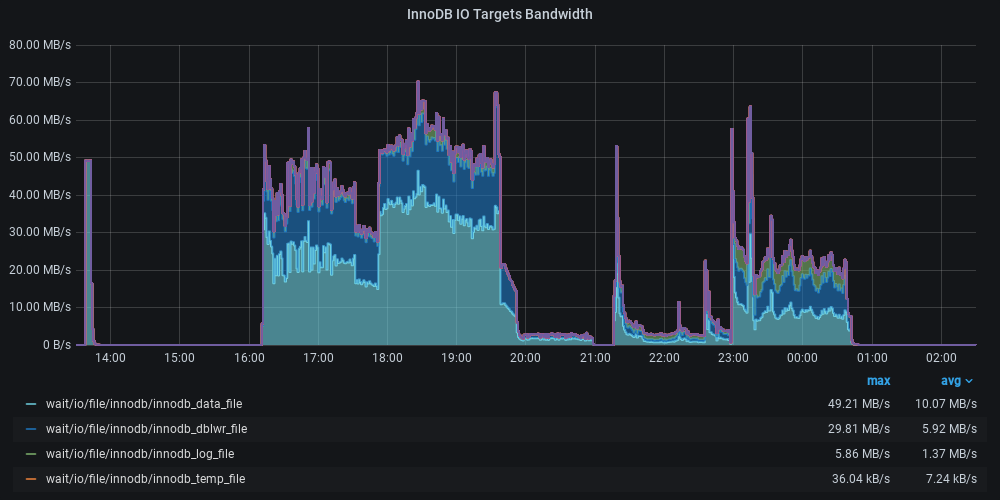 InnoDB IO Targets Bandwidth
80.00 MB/s
70.00 MB/s
60.00 MB/s
50.00 MB/s
40.00 MB/s
30.00 MB/s
20.00 MB/s
10.00 MB/s
0 B/s
14:00 15:00 16:00 17:00 18:00 19:00 20:00 21:00 22:00 23:00 00:00 01:00 02:00
max avg
wait/io/file/innodb/innodb_data_file 49.21 MB/s 10.07 MB/s
wait/io/file/innodb/innodb_dblwr_file 29.81 MB/s 5.92 MB/s
wait/io/file/innodb/innodb_log_file 5.86 MB/s 1.37 MB/s
wait/io/file/innodb/innodb_temp_file 36.04 kB/s 7.24 kB/s